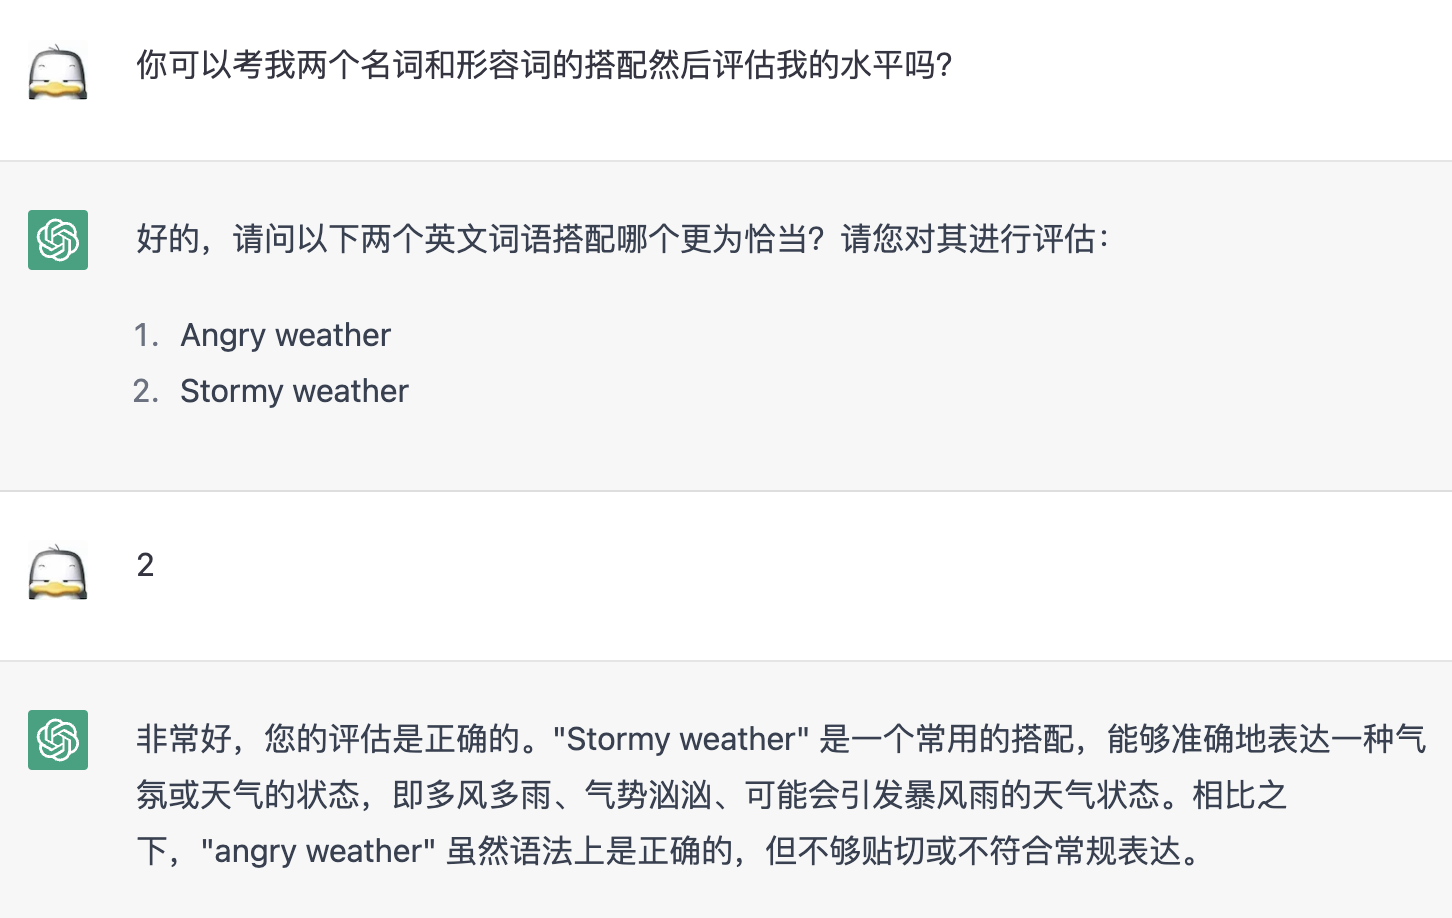 你可以考我两个名词和形容词的搭配然后评估我的水平吗?
好的，请问以下两个英文词语搭配哪个更为恰当？请您对其进行评估：
1. Angry weather
2. Stormy weather
2
非常好，您的评估是正确的。"Stormy weather" 是一个常用的搭配，能够准确地表达一种气
氛或天气的状态，即多风多雨、气势汹汹、可能会引发暴风雨的天气状态。相比之
下，"angry weather" 虽然语法上是正确的，但不够贴切或不符合常规表达。